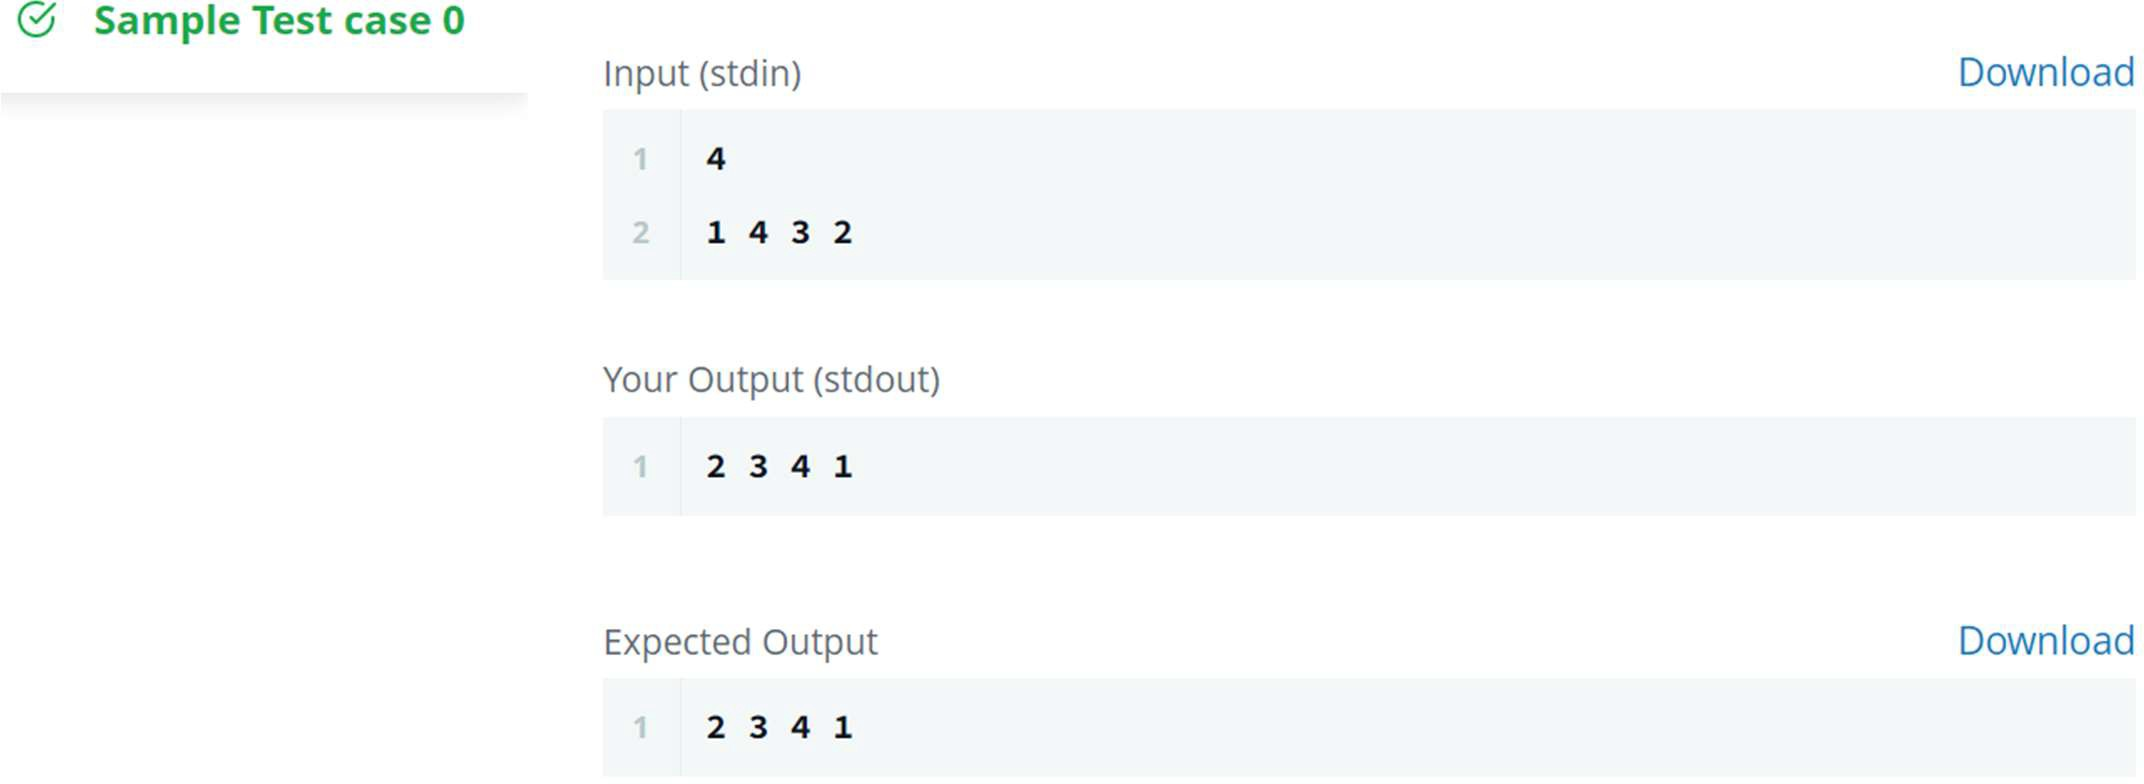 Sample Test case 0
Input (stdin)
Download
1 4
2 1 4 3 2
Your Output (stdout)
1 2 3 4 1
Expected Output
Download
1 2 3 4 1